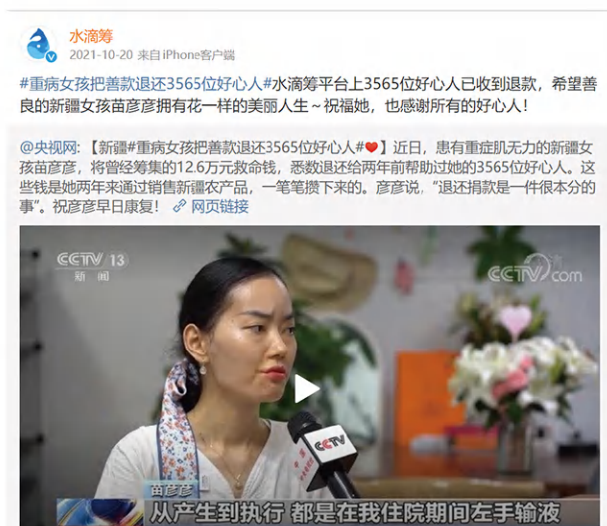 水滴筹
2021-10-20 来自 iPhone客户端
#重病女孩把善款退还3565位好心人#水滴筹平台上3565位好心人已收到退款，希望善
良的新疆女孩苗彦彦拥有花一样的美丽人生～祝福她，也感谢所有的好心人！
@央视网:【新疆#重病女孩把善款退还3565位好心人#❤】近日，患有重症肌无力的新疆女
孩苗彦彦，将曾经筹集的12.6万元救命钱，悉数退还给两年前帮助过她的3565位好心人。这
些钱是她两年来通过销售新疆农产品，一笔笔攒下来的。彦彦说，“退还捐款是一件很本分的
事”。祝彦彦早日康复！ 网页链接
CCTV 13
新闻
CCTV.com
CCTV
苗彦彦
从产生到执行 都是在我住院期间左手输液